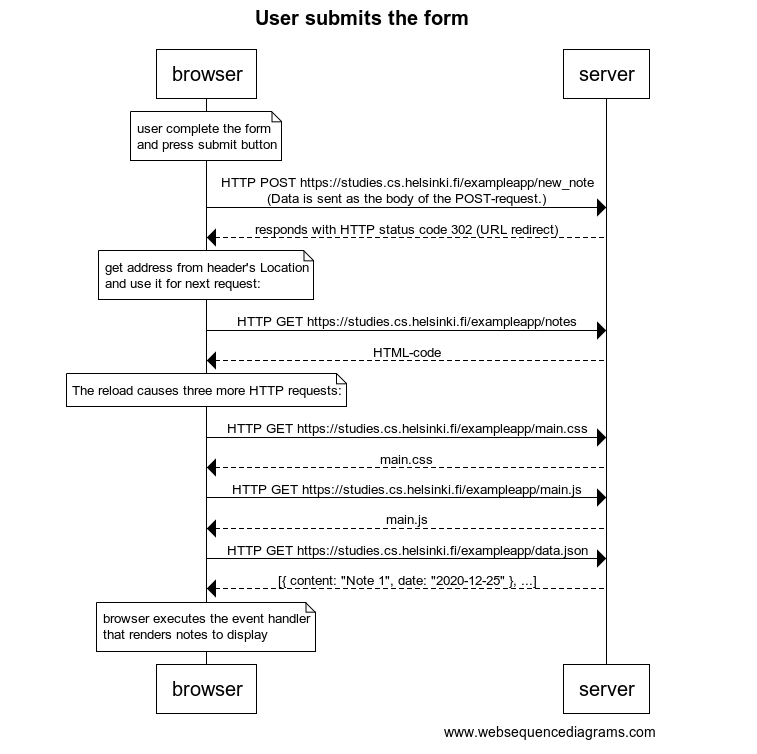 User submits the form
browser
server
user complete the form
and press submit button
HTTP POST https://studies.cs.helsinki.fi/exampleapp/new_note
(Data is sent as the body of the POST-request.)
responds with HTTP status code 302 (URL redirect)
get address from header's Location
and use it for next request:
HTTP GET https://studies.cs.helsinki.fi/exampleapp/notes
HTML-code
The reload causes three more HTTP requests:
HTTP GET https://studies.cs.helsinki.fi/exampleapp/main.css
main.css
HTTP GET https://studies.cs.helsinki.fi/exampleapp/main.js
main.js
HTTP GET https://studies.cs.helsinki.fi/exampleapp/data.json
[{ content: "Note 1", date: "2020-12-25" }, ...]
browser executes the event handler
that renders notes to display
browser
server
www.websequencediagrams.com